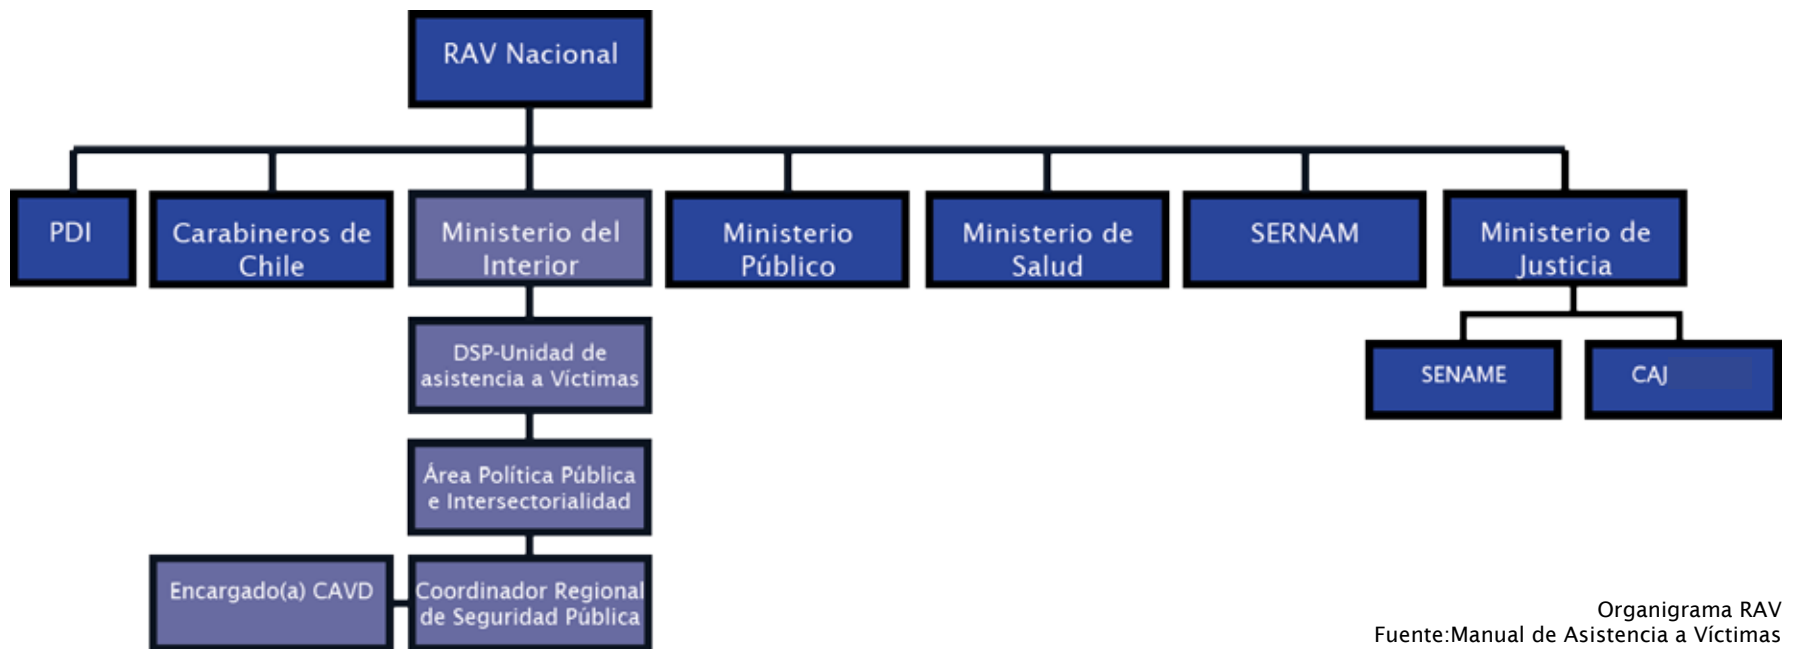 RAV Nacional
PDI
Carabineros de
Chile
Ministerio del
Interior
Ministerio
Público
Ministerio de
Salud
SERNAM
Ministerio de
Justicia
DSP-Unidad de
asistencia a Víctimas
SENAME
CAJ
Área Política Pública
e Intersectorialidad
Encargado(a) CAVD
Coordinador Regional
de Seguridad Pública
Organigrama RAV
Fuente:Manual de Asistencia a Víctimas